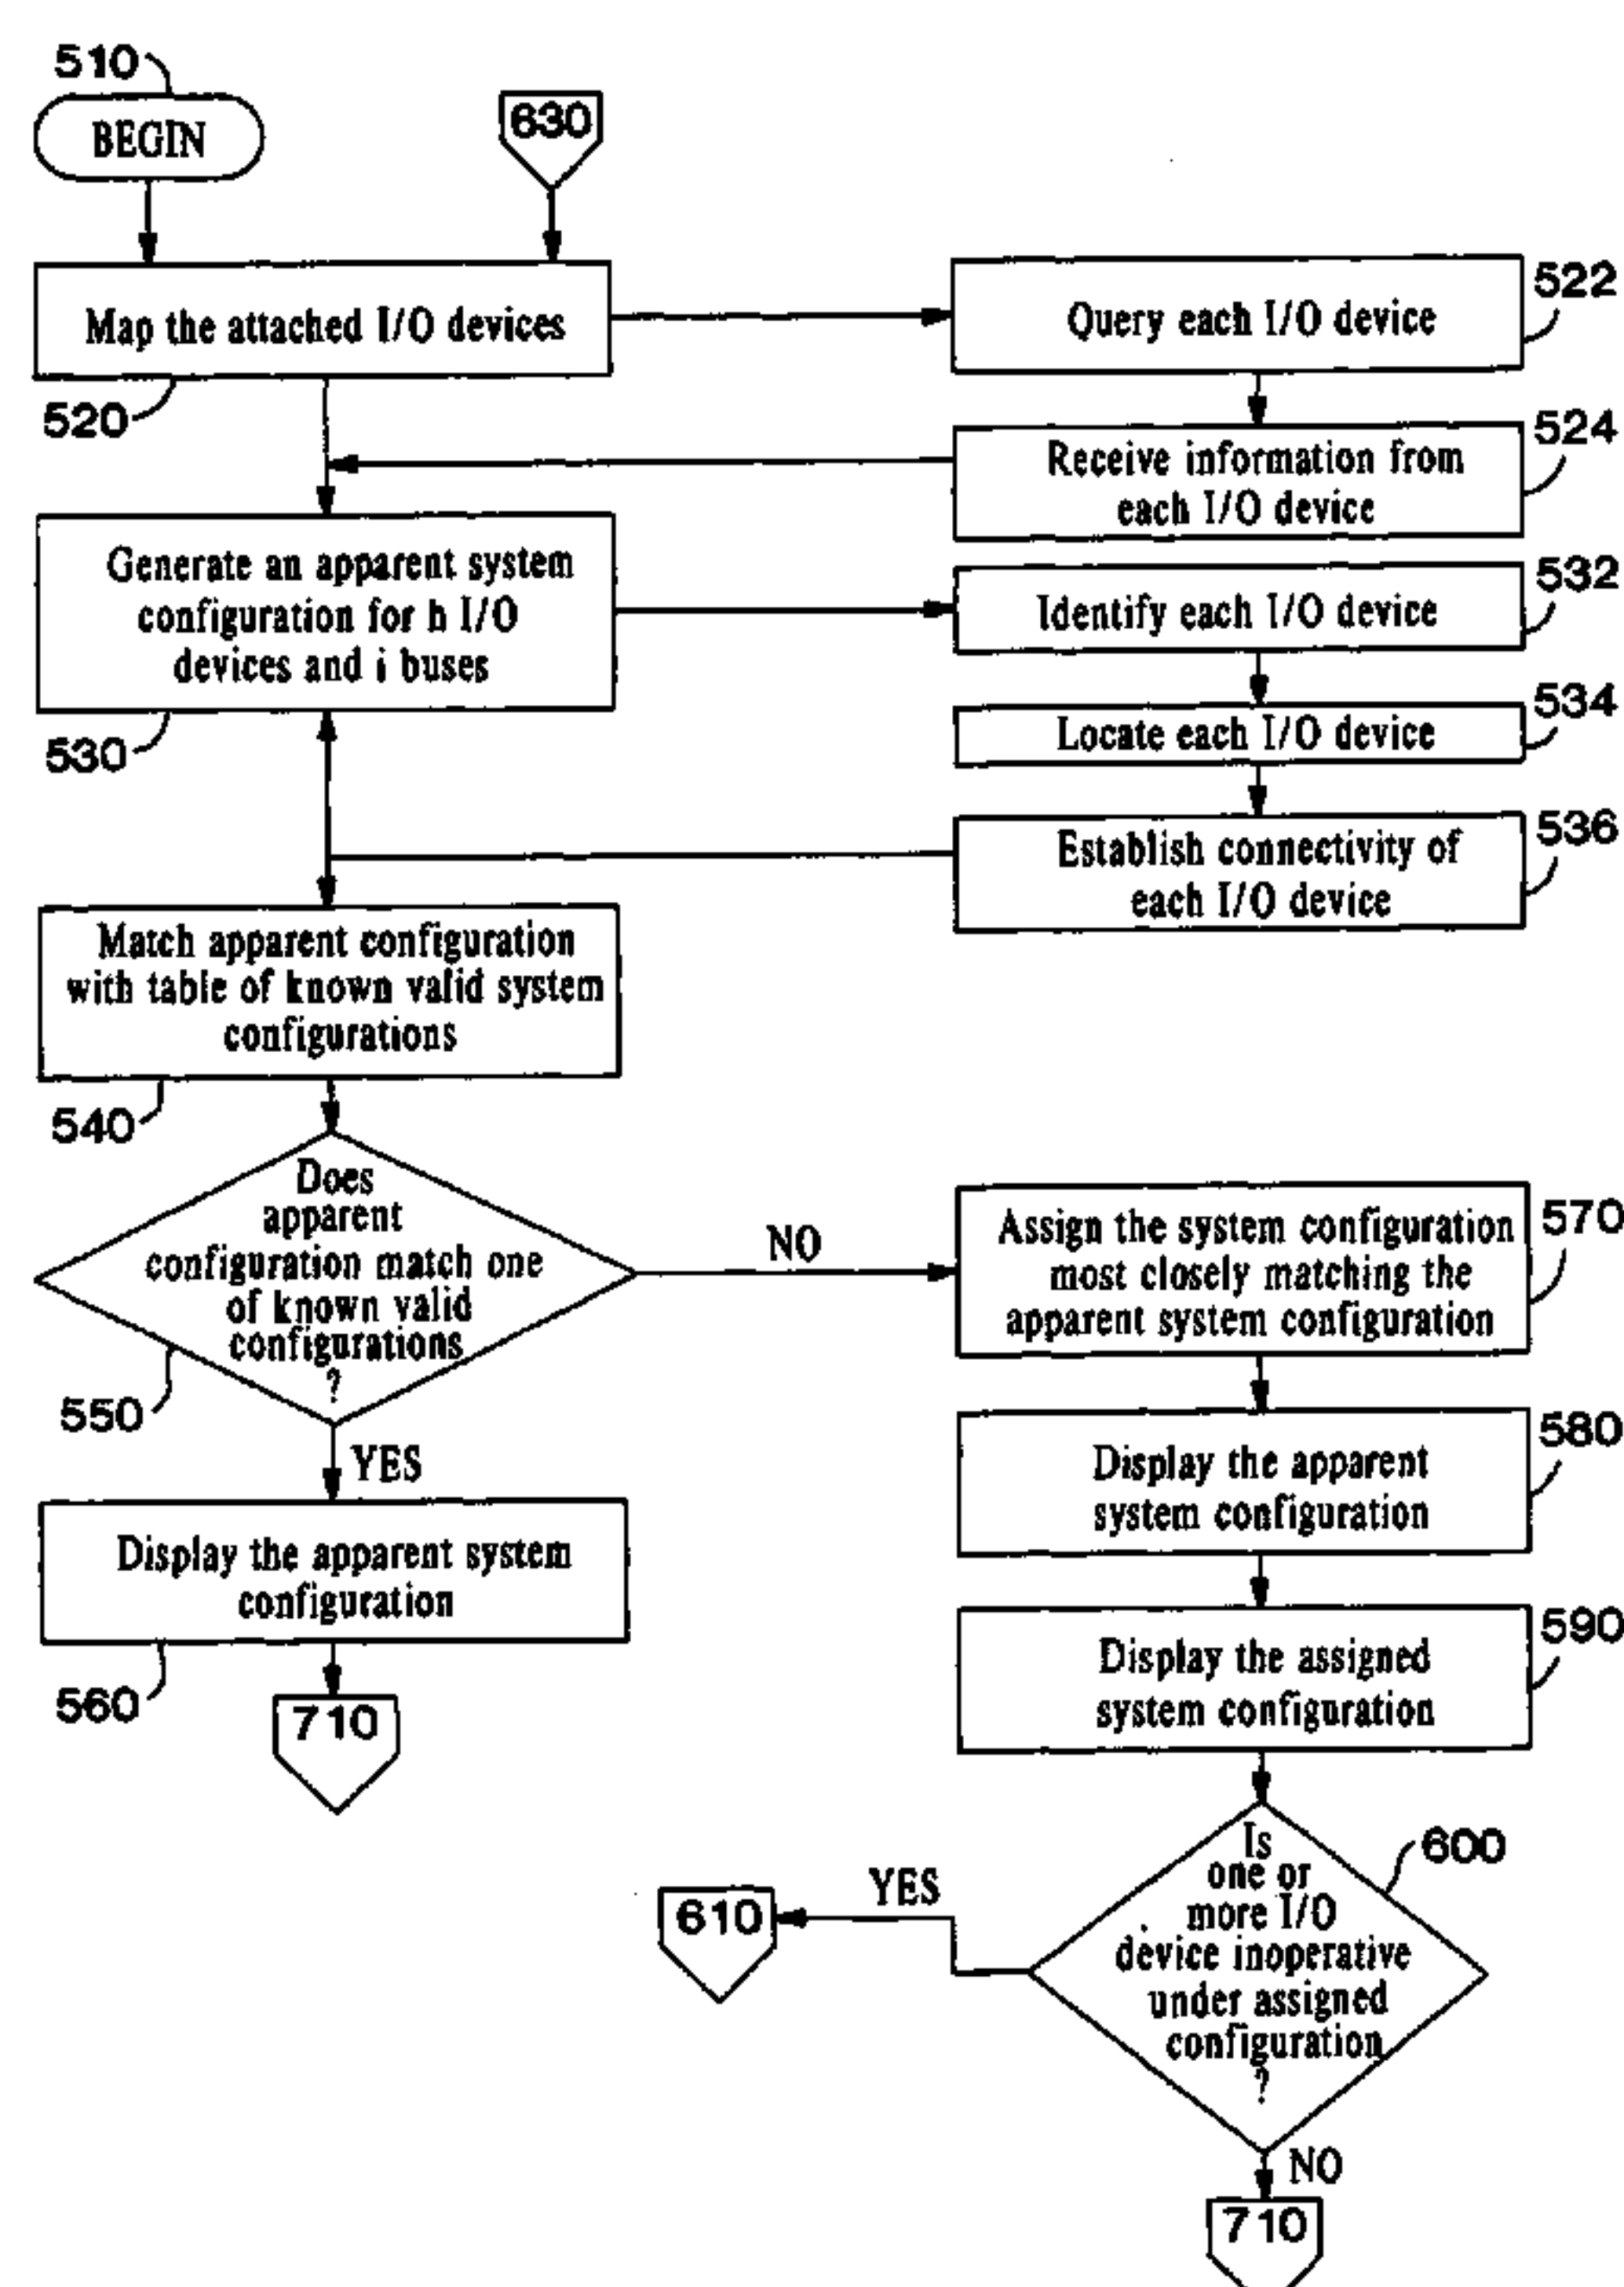 510
BEGIN
630
Map the attached I/O devices
520
Query each I/O device
522
Receive information from
each I/O device
524
Generate an apparent system
configuration for h I/O
devices and i buses
530
Identify each I/O device
532
Locate each I/O device
534
Establish connectivity of
each I/O device
536
Match apparent configuration
with table of known valid system
configurations
540
Does
apparent
configuration match one
of known valid
configurations
?
550
NO
YES
Display the apparent system
configuration
560
710
Assign the system configuration
most closely matching the
apparent system configuration
570
Display the apparent
system configuration
580
Display the assigned
system configuration
590
Is
one or
more I/O
device inoperative
under assigned
configuration
?
600
YES
610
NO
710